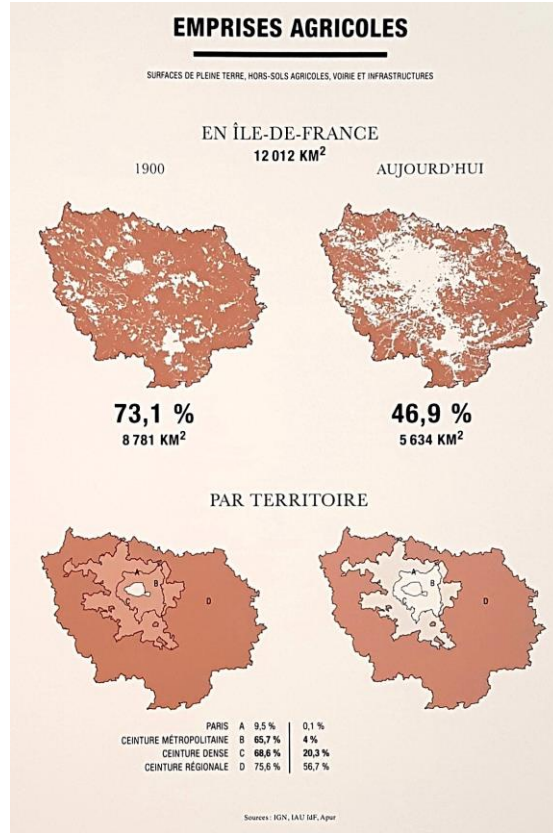 EMPRISES AGRICOLES
SURFACES DE PLEINE TERRE, HORS-SOLS AGRICOLES, VOIRIE ET INFRASTRUCTURES
EN ÎLE-DE-FRANCE
12 012 KM²
1900
AUJOURD'HUI
73,1 %
8 781 KM²
46,9 %
5 634 KM²
PAR TERRITOIRE
A
B
C
D
A
B
C
D
PARIS A 9,5 % 0,1 %
CEINTURE MÉTROPOLITAINE B 65,7 % 4 %
CEINTURE DENSE C 68,6 % 20,3 %
CEINTURE RÉGIONALE D 75,6 % 56,7 %
Sources : IGN, IAU IdF, Apur